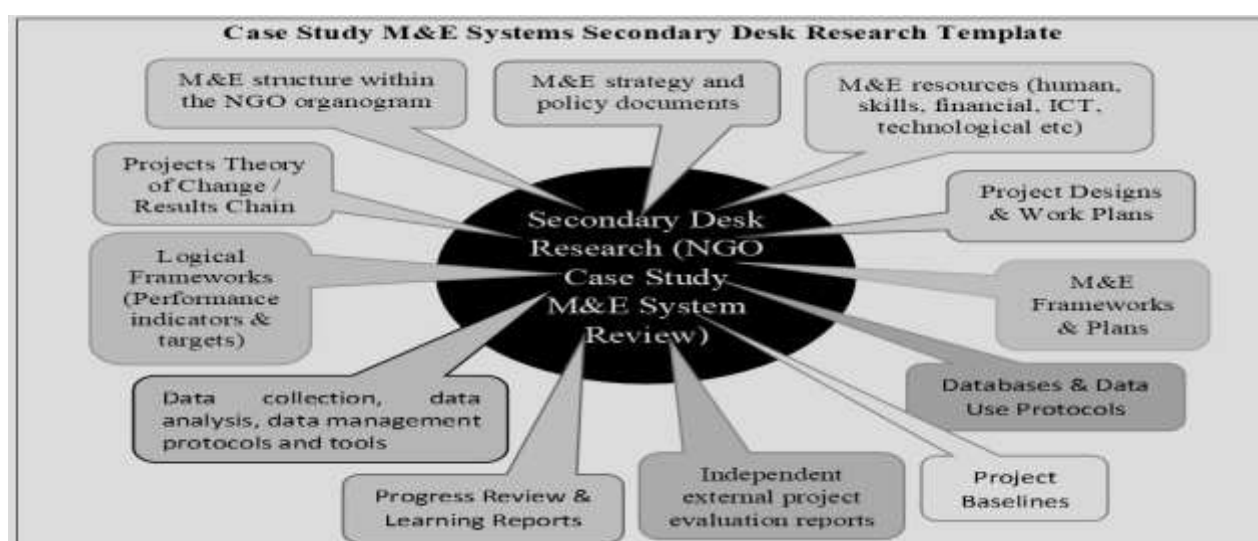 Case Study M&E Systems Secondary Desk Research Template
M&E structure within
the NGO organogram
M&E strategy and
policy documents
M&E resources (human,
skills, financial, ICT,
technological etc)
Projects Theory
of Change /
Results Chain
Secondary Desk
Research (NGO
Case Study
M&E System
Review)
Project Designs
& Work Plans
Logical
Frameworks
(Performance
indicators &
targets)
M&E
Frameworks
& Plans
Data collection, data
analysis, data management
protocols and tools
Databases & Data
Use Protocols
Progress Review &
Learning Reports
Independent
external project
evaluation reports
Project
Baselines